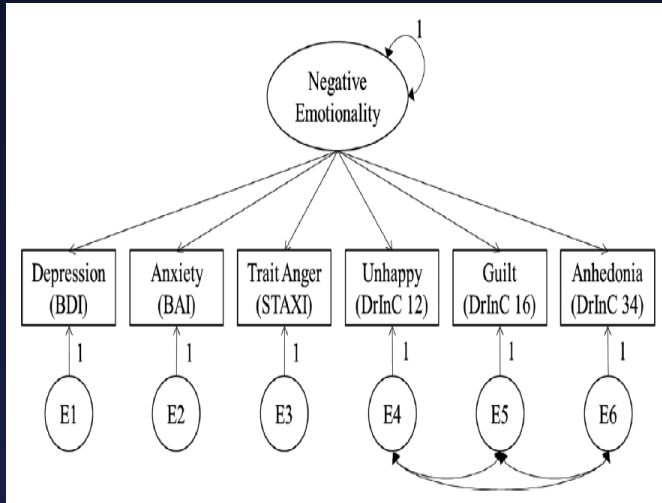 1
Negative
Emotionality
Depression
(BDI)
Anxiety
(BAI)
Trait Anger
(STAXI)
Unhappy
(DrInC 12)
Guilt
(DrInC 16)
Anhedonia
(DrInC 34)
1 1 1 1 1 1
E1 E2 E3 E4 E5 E6